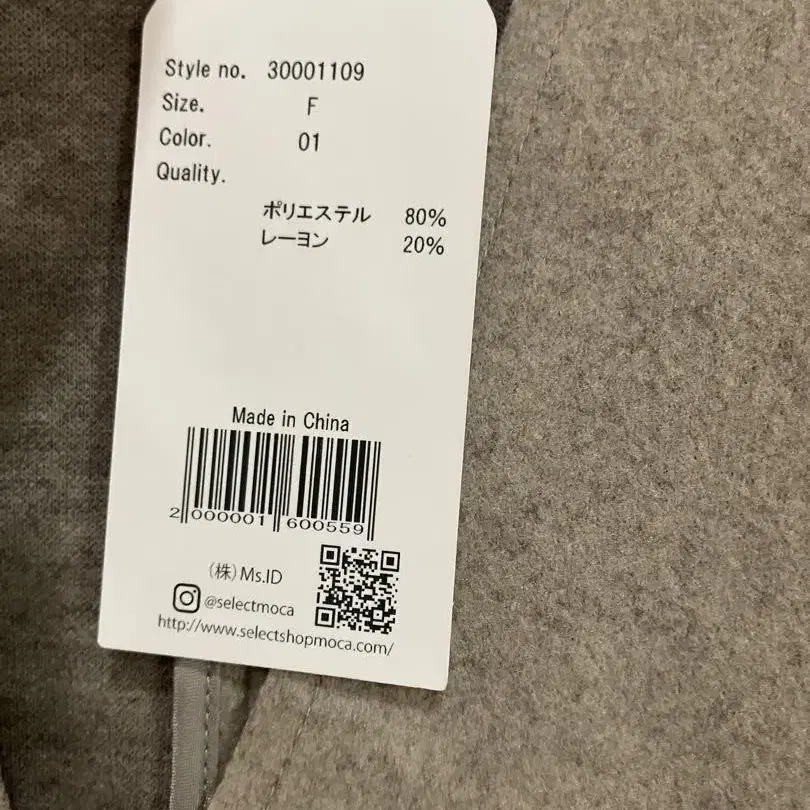 Style no. 30001109
Size. F
Color. 01
Quality.
ポリエステル 80%
レーヨン 20%
Made in China
2 000001 600559
(株)Ms.ID
@selectmoca
http://www.selectshopmoca.com/